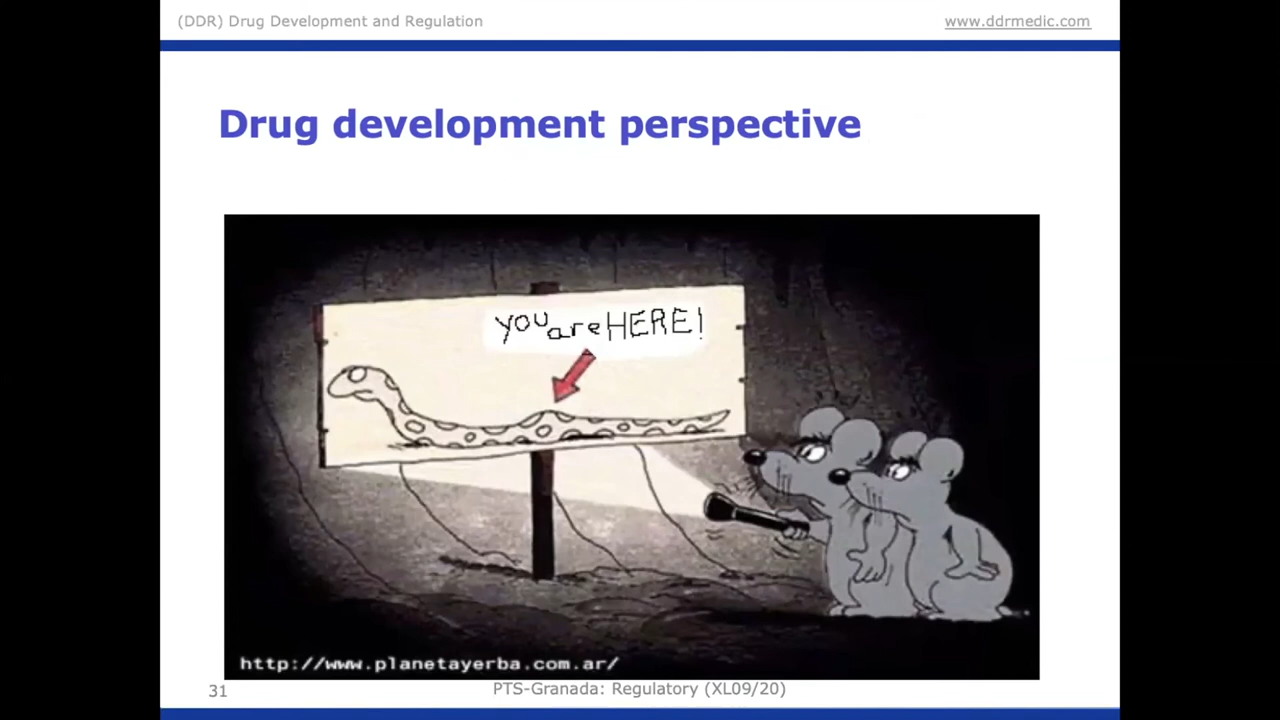 (DDR) Drug Development and Regulation
www.ddrmedic.com
Drug development perspective
you are HERE!
http://www.planetayerba.com.ar/
31
PTS-Granada: Regulatory (XL09/20)